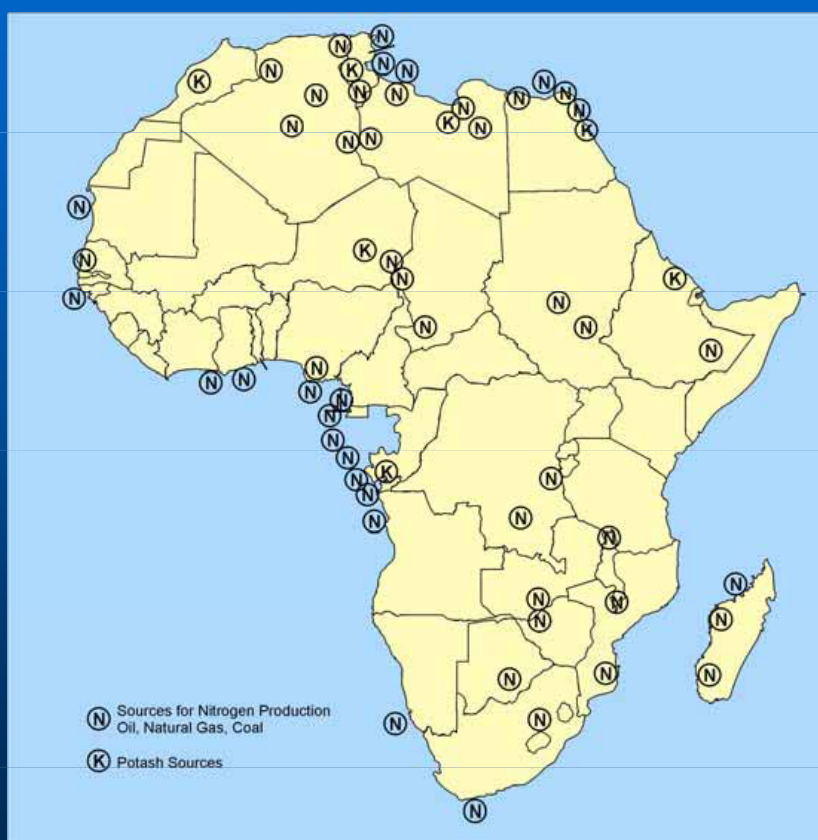 N
N
N
N K N
K N
N N N N N
N N
N K N K
N N
N
K
N N
N K
N N
N N
N
N
N N
N N
N
N
N
K
N N
N
N N
N
N
N N
N N
N N N
N Sources for Nitrogen Production
Oil, Natural Gas, Coal
N N
K Potash Sources
N